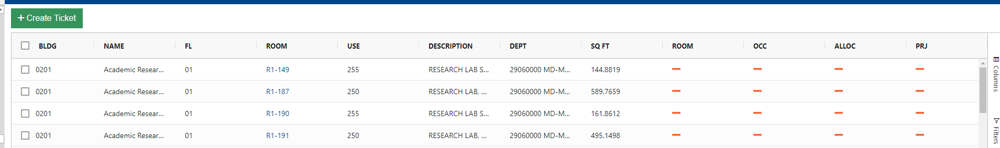 + Create Ticket
BLDG NAME FL ROOM USE DESCRIPTION DEPT SQ FT ROOM OCC ALLOC PRJ
0201 Academic Resear... 01 R1-149 255 RESEARCH LAB S... 29060000 MD-M... 144.8819
0201 Academic Resear... 01 R1-187 250 RESEARCH LAB, ... 29060000 MD-M... 589.7659
0201 Academic Resear... 01 R1-190 255 RESEARCH LAB S... 29060000 MD-M... 161.8612
0201 Academic Resear... 01 R1-191 250 RESEARCH LAB, ... 29060000 MD-M... 495.1498
Columns
Filters